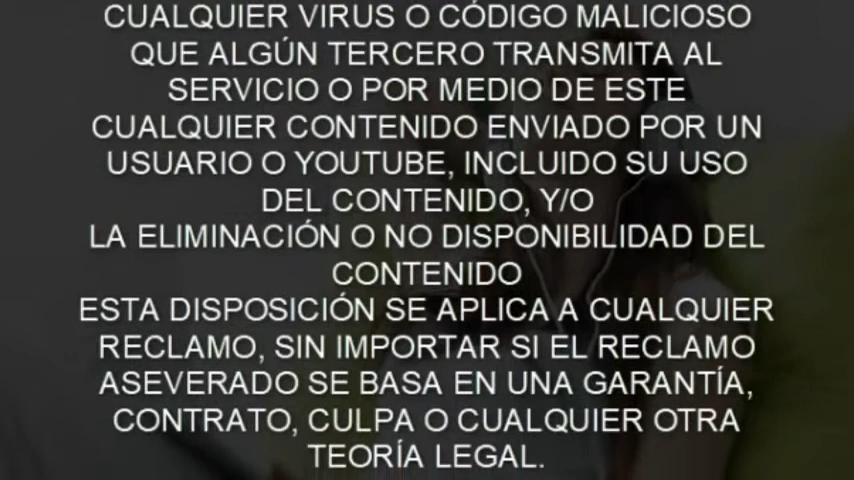 CUALQUIER VIRUS O CÓDIGO MALICIOSO
QUE ALGÚN TERCERO TRANSMITA AL
SERVICIO O POR MEDIO DE ESTE
CUALQUIER CONTENIDO ENVIADO POR UN
USUARIO O YOUTUBE, INCLUIDO SU USO
DEL CONTENIDO, Y/O
LA ELIMINACIÓN O NO DISPONIBILIDAD DEL
CONTENIDO
ESTA DISPOSICIÓN SE APLICA A CUALQUIER
RECLAMO, SIN IMPORTAR SI EL RECLAMO
ASEVERADO SE BASA EN UNA GARANTÍA,
CONTRATO, CULPA O CUALQUIER OTRA
TEORÍA LEGAL.